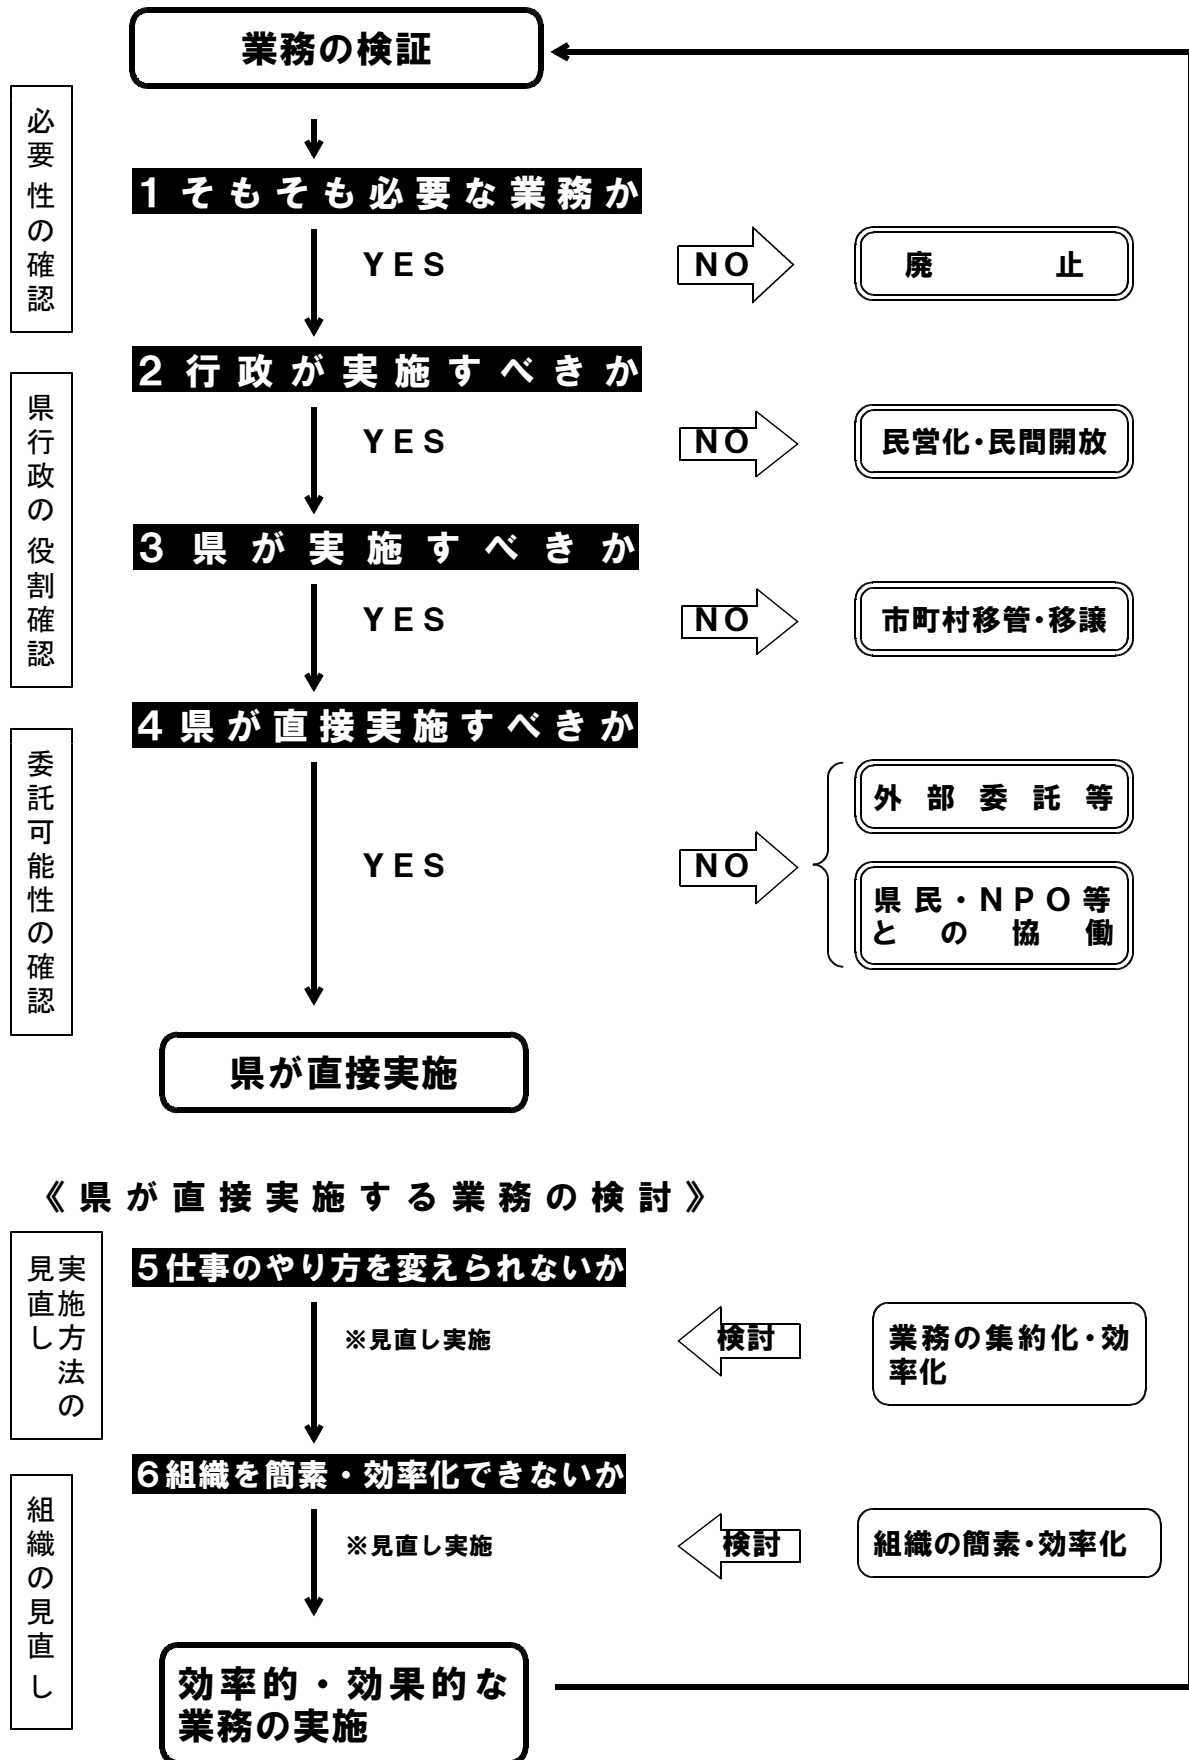 業務の検証
必要性の確認
1そもそも必要な業務か
YES
NO
廃止
県行政の役割確認
2行政が実施すべきか
YES
NO
民営化・民間開放
3県が実施すべきか
YES
NO
市町村移管・移譲
委託可能性の確認
4県が直接実施すべきか
YES
NO
外部委託等
県民・NPO等
との協働
県が直接実施
《県が直接実施する業務の検討》
実施方法の
見直し
5仕事のやり方を変えられないか
※見直し実施
検討
業務の集約化・効
率化
組織の見直し
6組織を簡素・効率化できないか
※見直し実施
検討
組織の簡素・効率化
効率的・効果的な
業務の実施